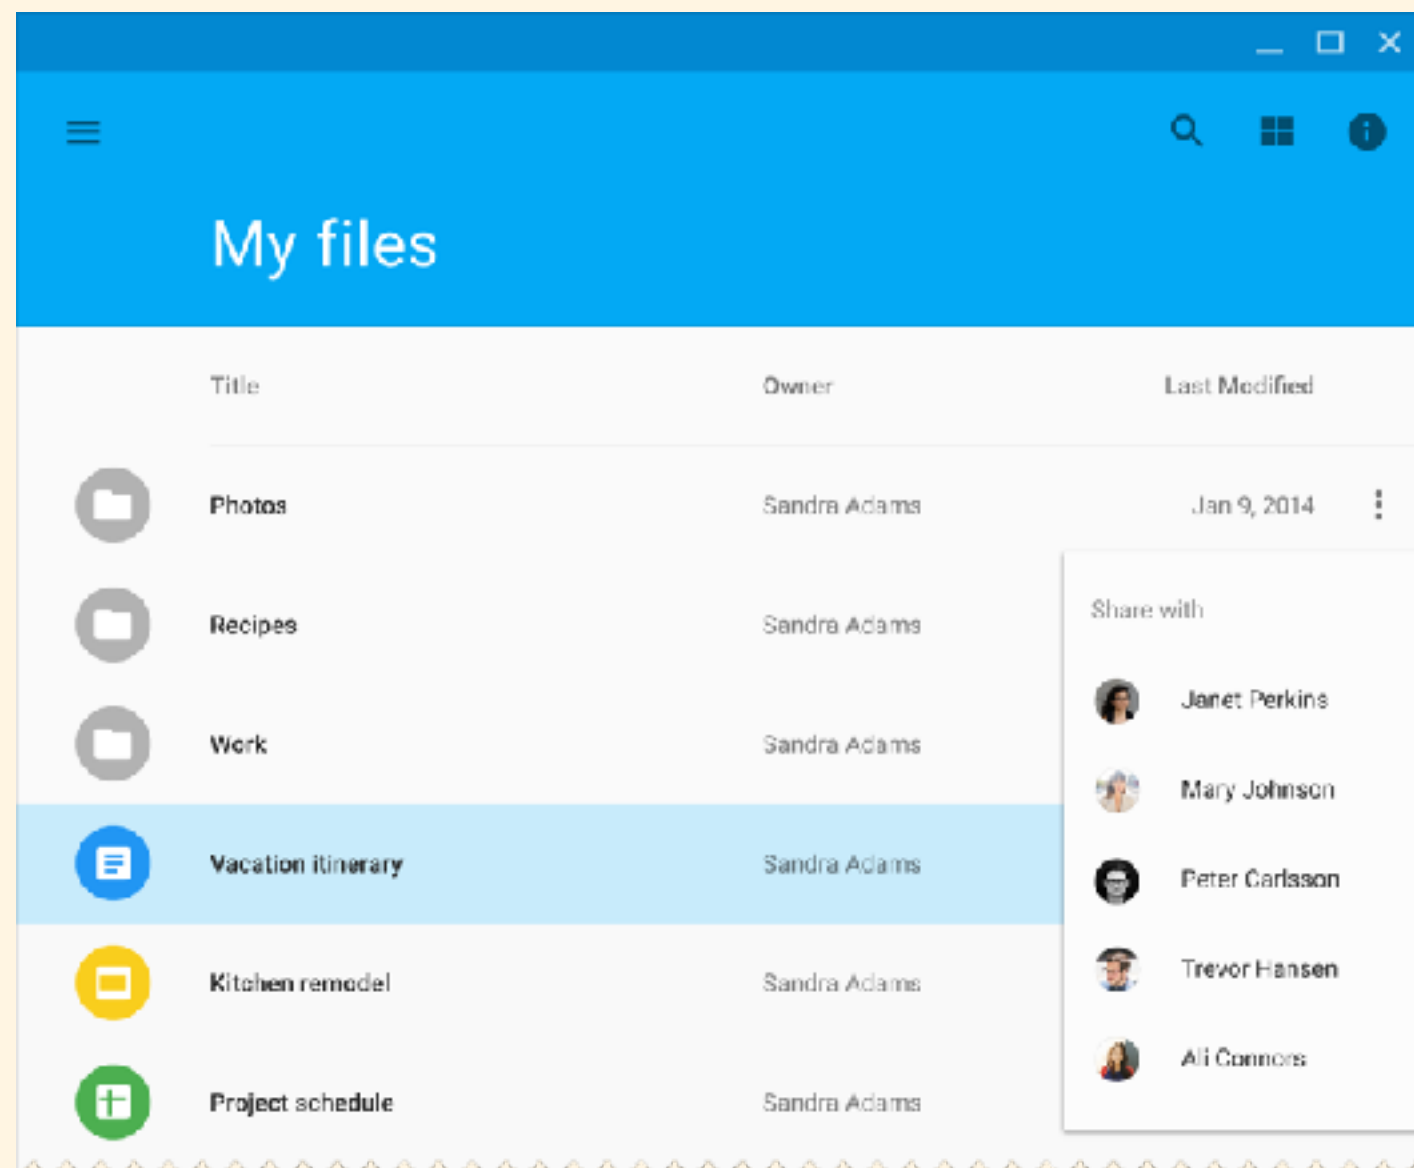 My files
Title Owner Last Modified
Photos Sandra Adams Jan 9, 2014
Recipes Sandra Adams
Work Sandra Adams
Vacation itinerary Sandra Adams
Kitchen remodel Sandra Adams
Project schedule Sandra Adams
Share with
Janet Perkins
Mary Johnson
Peter Carlsson
Trevor Hansen
Ali Connors